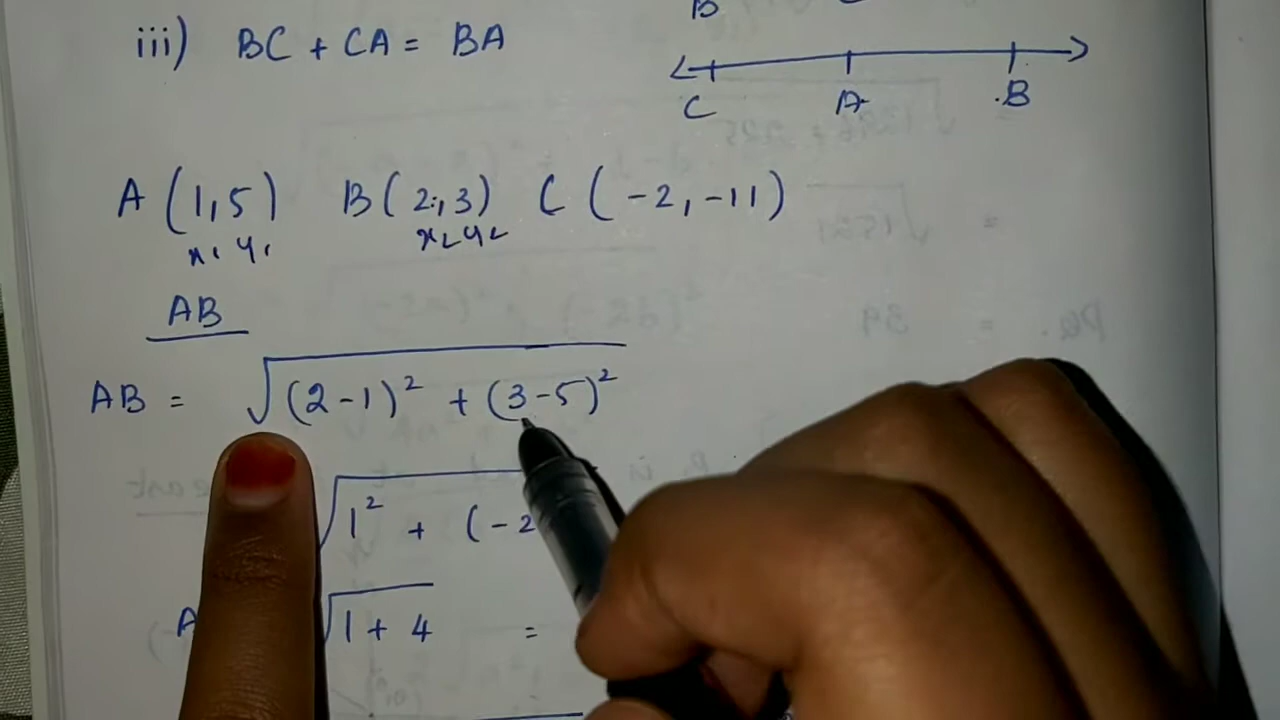 B
iii) BC + CA = BA
C A B
A (1,5) B(2,3) C (-2,-11)
x₁ y₁ x₂ y₂
AB
AB = √(2-1)² + (3-5)²
√1² + (-2
A √1 + 4 =